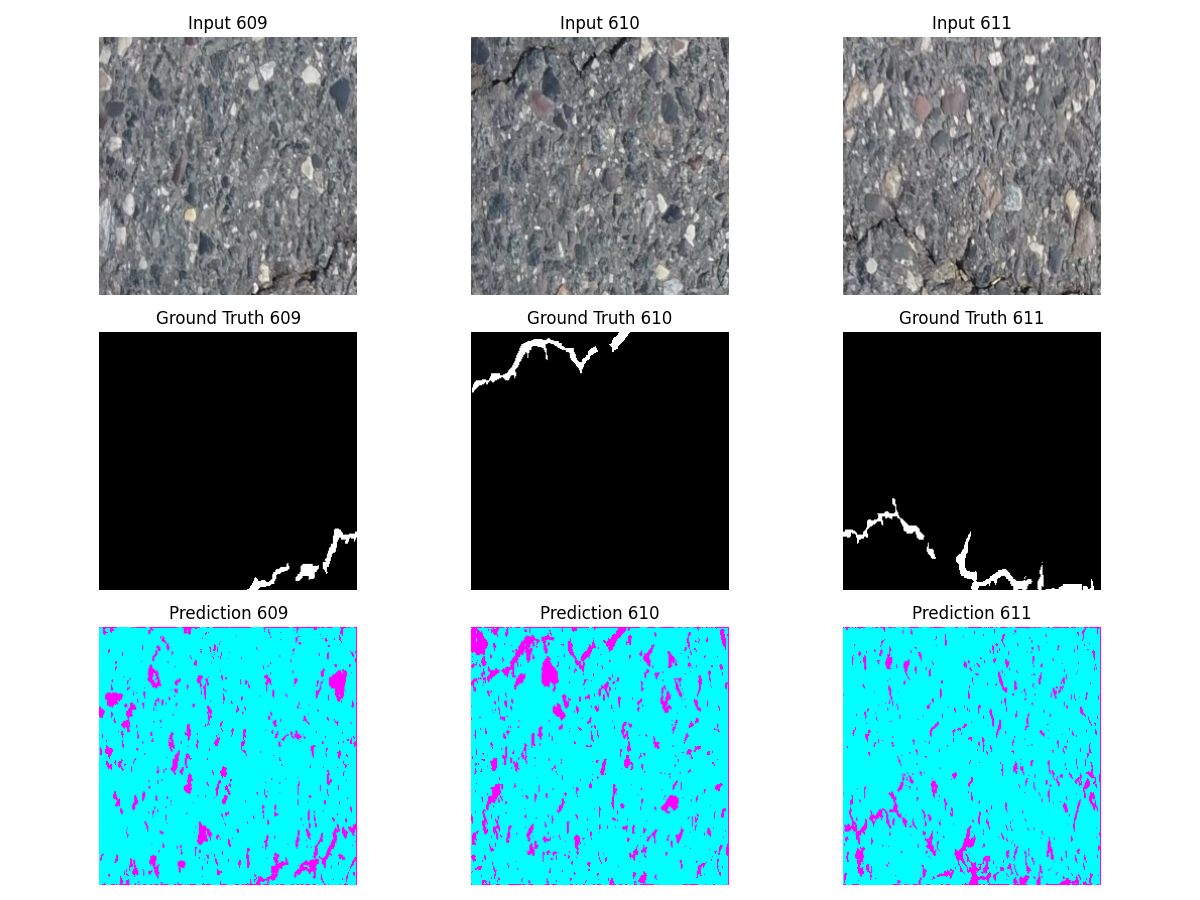 Input 609
Input 610
Input 611
Ground Truth 609
Ground Truth 610
Ground Truth 611
Prediction 609
Prediction 610
Prediction 611